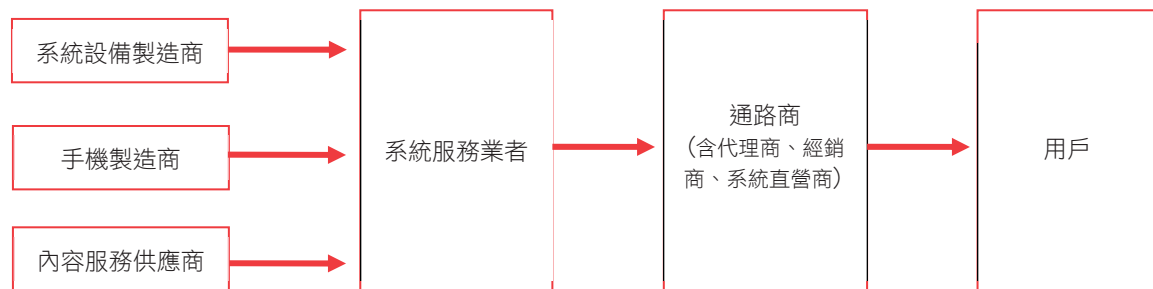 系統設備製造商
手機製造商
內容服務供應商
系統服務業者
通路商
(含代理商、經銷
商、系統直營商)
用戶